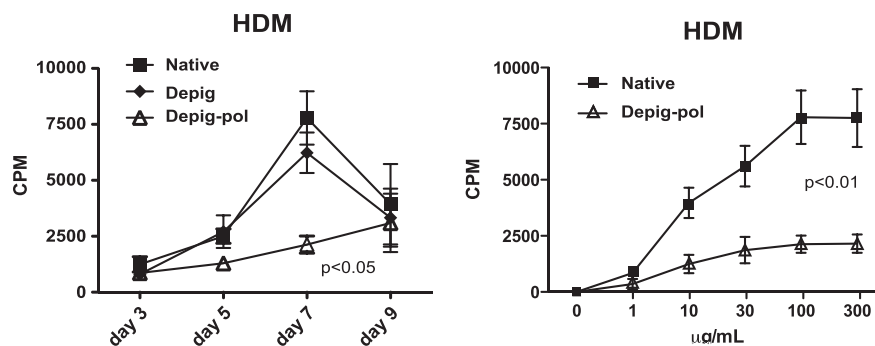 HDM
10000
7500
5000
2500
0
CPM
Native
Depig
Depig-pol
p<0.05
day 3
day 5
day 7
day 9
HDM
10000
7500
5000
2500
0
CPM
Native
Depig-pol
p<0.01
0
1
10
30
100
300
µg/mL